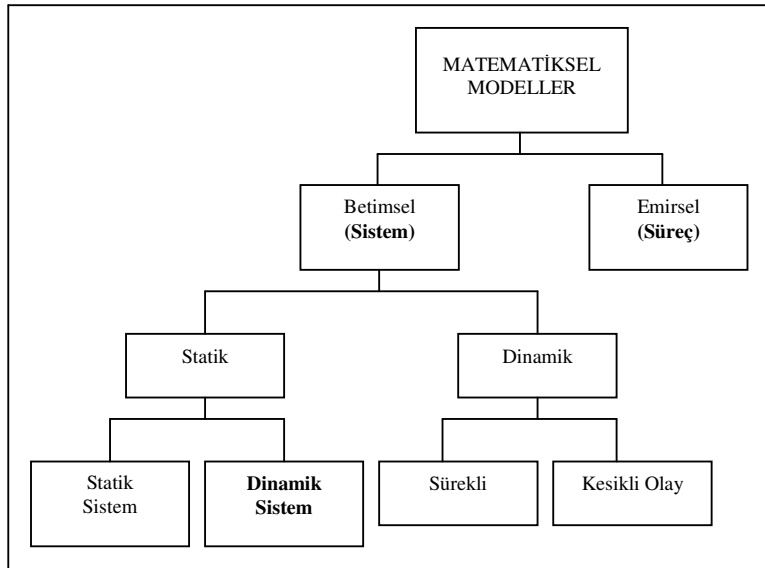 MATEMATİKSEL
MODELLER
Betimsel
(Sistem)
Emirsel
(Süreç)
Statik
Dinamik
Statik
Sistem
Dinamik
Sistem
Sürekli
Kesikli Olay